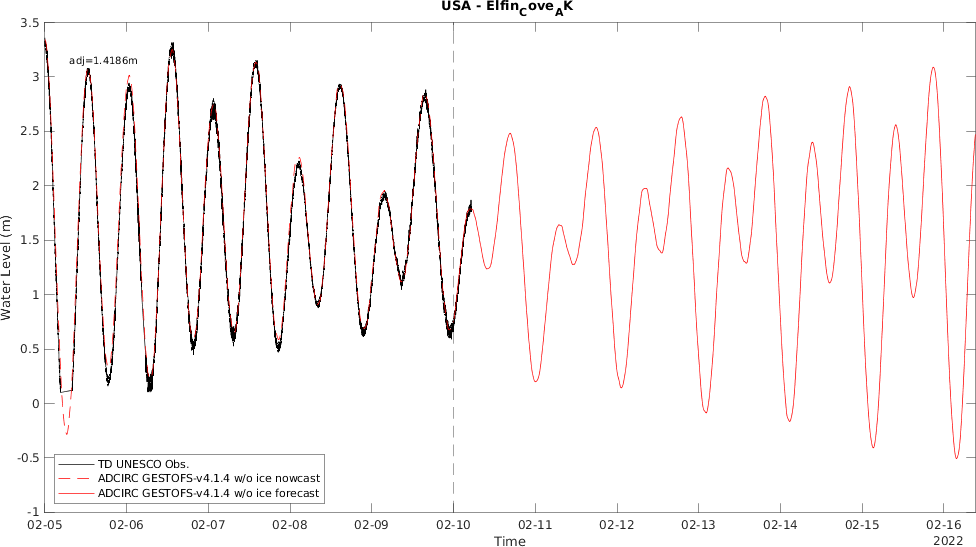 USA - Elfin_Cove_AK
adj=1.4186m
3.5
3
2.5
2
1.5
1
0.5
0
-0.5
-1
Water Level (m)
TD UNESCO Obs.
ADCIRC GESTOFS-v4.1.4 w/o ice nowcast
ADCIRC GESTOFS-v4.1.4 w/o ice forecast
02-05 02-06 02-07 02-08 02-09 02-10 02-11 02-12 02-13 02-14 02-15 02-16
Time
2022